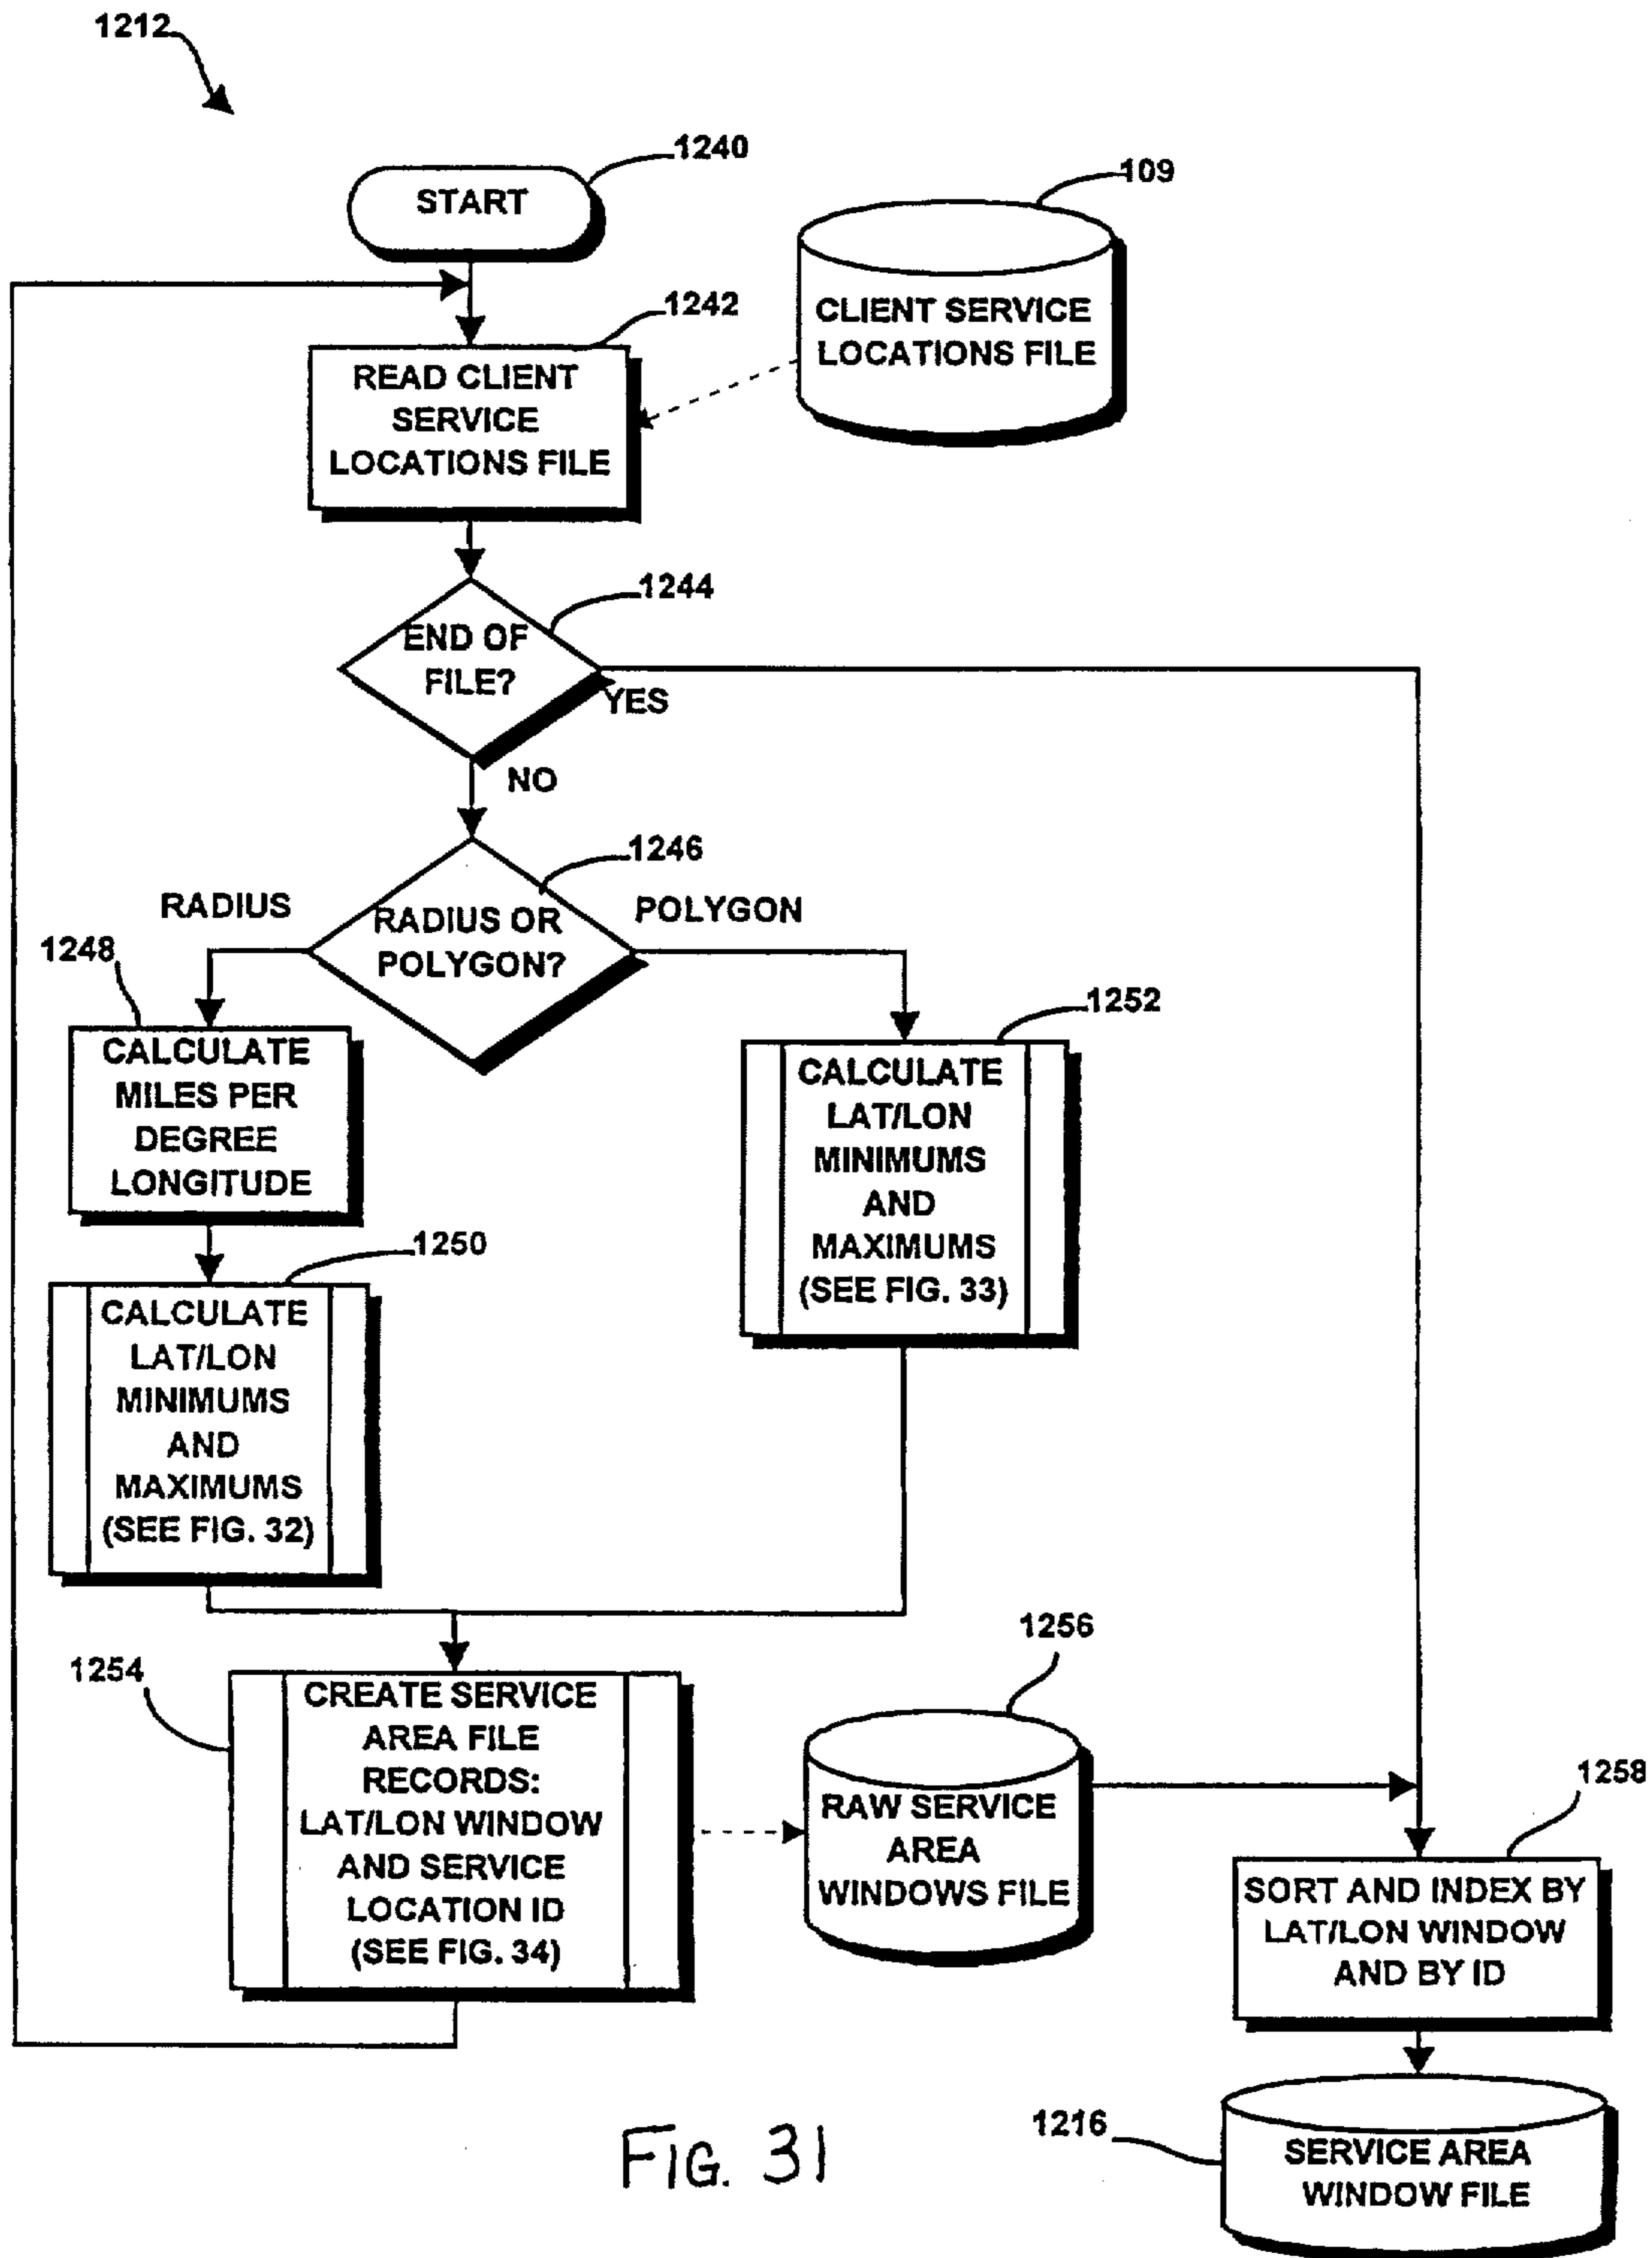 1212
1240
START
109
CLIENT SERVICE
LOCATIONS FILE
1242
READ CLIENT
SERVICE
LOCATIONS FILE
1244
END OF
FILE?
YES
NO
1246
RADIUS
RADIUS OR
POLYGON?
POLYGON
1248
CALCULATE
MILES PER
DEGREE
LONGITUDE
1252
CALCULATE
LAT/LON
MINIMUMS
AND
MAXIMUMS
(SEE FIG. 33)
1250
CALCULATE
LAT/LON
MINIMUMS
AND
MAXIMUMS
(SEE FIG. 32)
1254
CREATE SERVICE
AREA FILE
RECORDS:
LAT/LON WINDOW
AND SERVICE
LOCATION ID
(SEE FIG. 34)
1256
RAW SERVICE
AREA
WINDOWS FILE
1258
SORT AND INDEX BY
LAT/LON WINDOW
AND BY ID
1216
SERVICE AREA
WINDOW FILE
FIG. 31